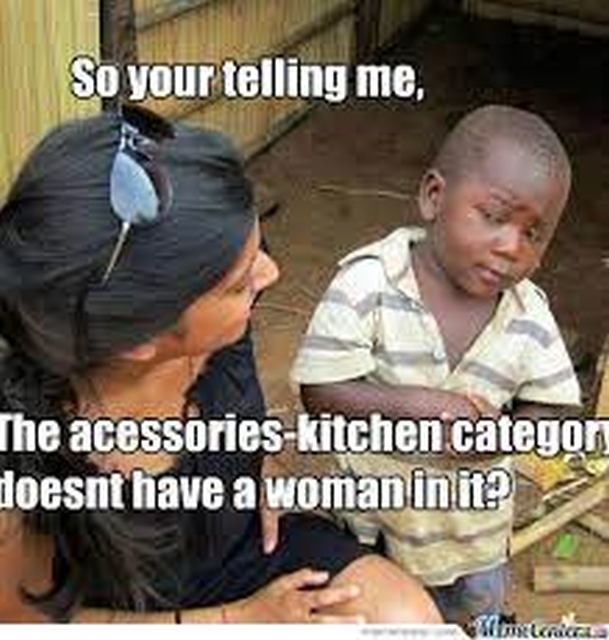 So your telling me,
The acessories-kitchen category
doesnt have a woman in it?